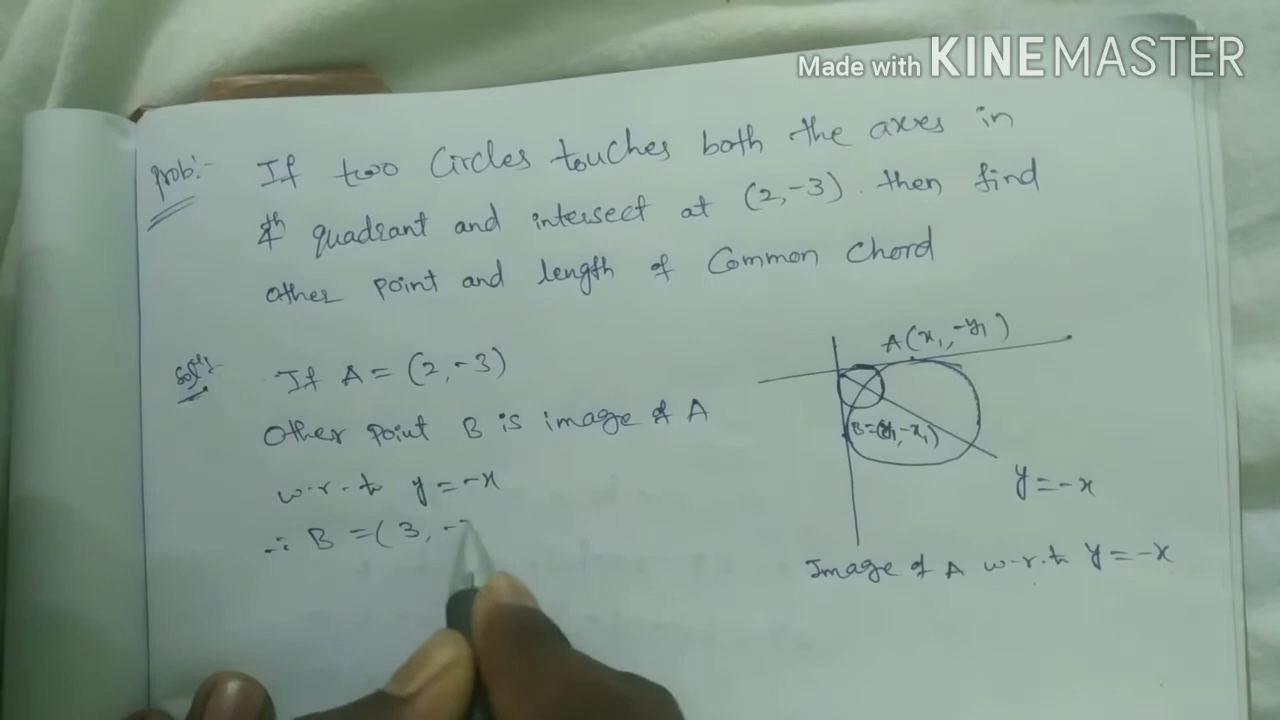 Made with KINEMASTER
prob:- If two Circles touches both the axes in
4th quadrant and intersect at (2,-3). then find
other point and length of Common Chord
Sol:- If A = (2,-3)
Other point B is image of A
w.r.to y = -x
∴ B = (3, -
A(x₁, -y₁)
B=(y₁, -x₁)
y = -x
Image of A w.r.to y = -x